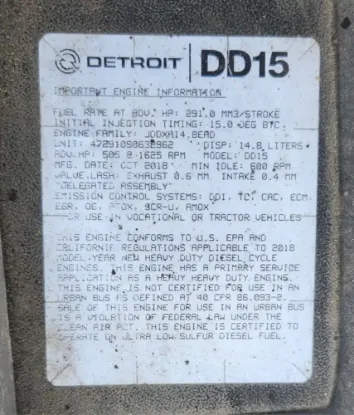 DETROIT DD15
IMPORTANT ENGINE INFORMATION
FUEL RATE AT ADV. HP: 291.0 MM3/STROKE
INITIAL INJECTION TIMING: 15.0 DEG BTC
ENGINE FAMILY: JDDXH14.8EAD
UNIT: 472910S0632962 DISP: 14.8 LITERS
ADV HP: 505 @ 1625 RPM MODEL: DD15
MFG. DATE: OCT 2018 MIN IDLE: 600 RPM
VALVE LASH: EXHAUST 0.6 MM. INTAKE 0.4 MM
"DELEGATED ASSEMBLY"
EMISSION CONTROL SYSTEMS: DDI, TC, CAC, ECM,
EGR, OC, PTOX, SCR-U, AMOX
FOR USE IN VOCATIONAL OR TRACTOR VEHICLES
THIS ENGINE CONFORMS TO U.S. EPA AND
CALIFORNIA REGULATIONS APPLICABLE TO 2018
MODEL YEAR NEW HEAVY DUTY DIESEL CYCLE
ENGINES. THIS ENGINE HAS A PRIMARY SERVICE
APPLICATION AS A HEAVY HEAVY DUTY ENGINE.
THIS ENGINE IS NOT CERTIFIED FOR USE IN AN
URBAN BUS AS DEFINED AT 40 CFR 86.093-2.
SALE OF THIS ENGINE FOR USE IN AN URBAN BUS
IS A VIOLATION OF FEDERAL LAW UNDER THE
CLEAN AIR ACT. THIS ENGINE IS CERTIFIED TO
OPERATE ON ULTRA LOW SULFUR DIESEL FUEL.